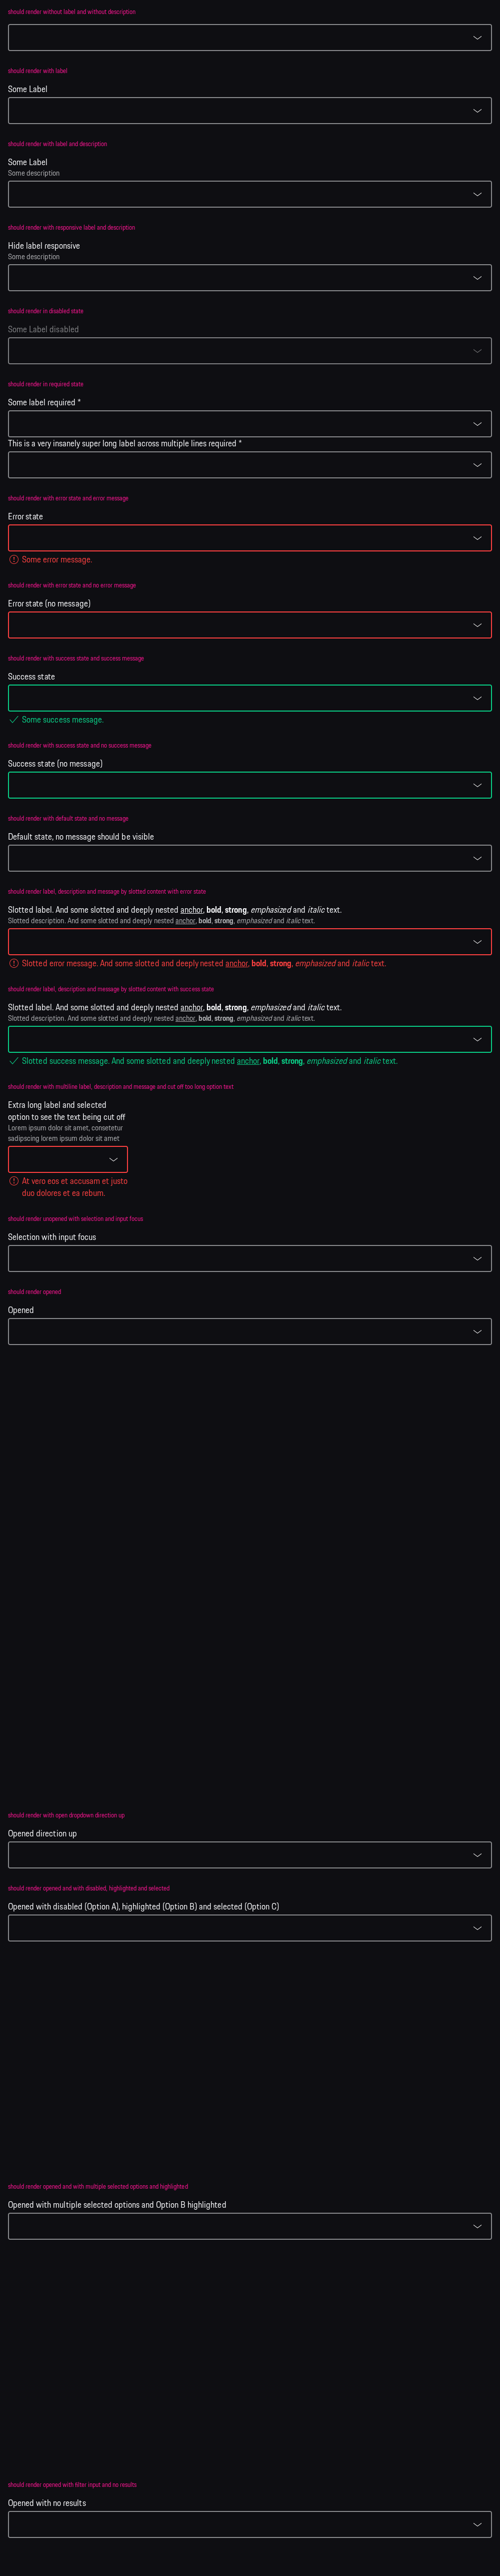 should render without label and without description
should render with label
Some Label
should render with label and description
Some Label
Some description
should render with responsive label and description
Hide label responsive
Some description
should render in disabled state
Some Label disabled
should render in required state
Some label required *
This is a very insanely super long label across multiple lines required *
should render with error state and error message
Error state
Some error message.
should render with error state and no error message
Error state (no message)
should render with success state and success message
Success state
Some success message.
should render with success state and no success message
Success state (no message)
should render with default state and no message
Default state, no message should be visible
should render label, description and message by slotted content with error state
Slotted label. And some slotted and deeply nested anchor, bold, strong, emphasized and italic text.
Slotted description. And some slotted and deeply nested anchor, bold, strong, emphasized and italic text.
Slotted error message. And some slotted and deeply nested anchor, bold, strong, emphasized and italic text.
should render label, description and message by slotted content with success state
Slotted label. And some slotted and deeply nested anchor, bold, strong, emphasized and italic text.
Slotted description. And some slotted and deeply nested anchor, bold, strong, emphasized and italic text.
Slotted success message. And some slotted and deeply nested anchor, bold, strong, emphasized and italic text.
should render with multiline label, description and message and cut off too long option text
Extra long label and selected
option to see the text being cut off
Lorem ipsum dolor sit amet, consetetur
sadipscing lorem ipsum dolor sit amet
At vero eos et accusam et justo
duo dolores et ea rebum.
should render unopened with selection and input focus
Selection with input focus
should render opened
Opened
should render with open dropdown direction up
Opened direction up
should render opened and with disabled, highlighted and selected
Opened with disabled (Option A), highlighted (Option B) and selected (Option C)
should render opened and with multiple selected options and highlighted
Opened with multiple selected options and Option B highlighted
should render opened with filter input and no results
Opened with no results